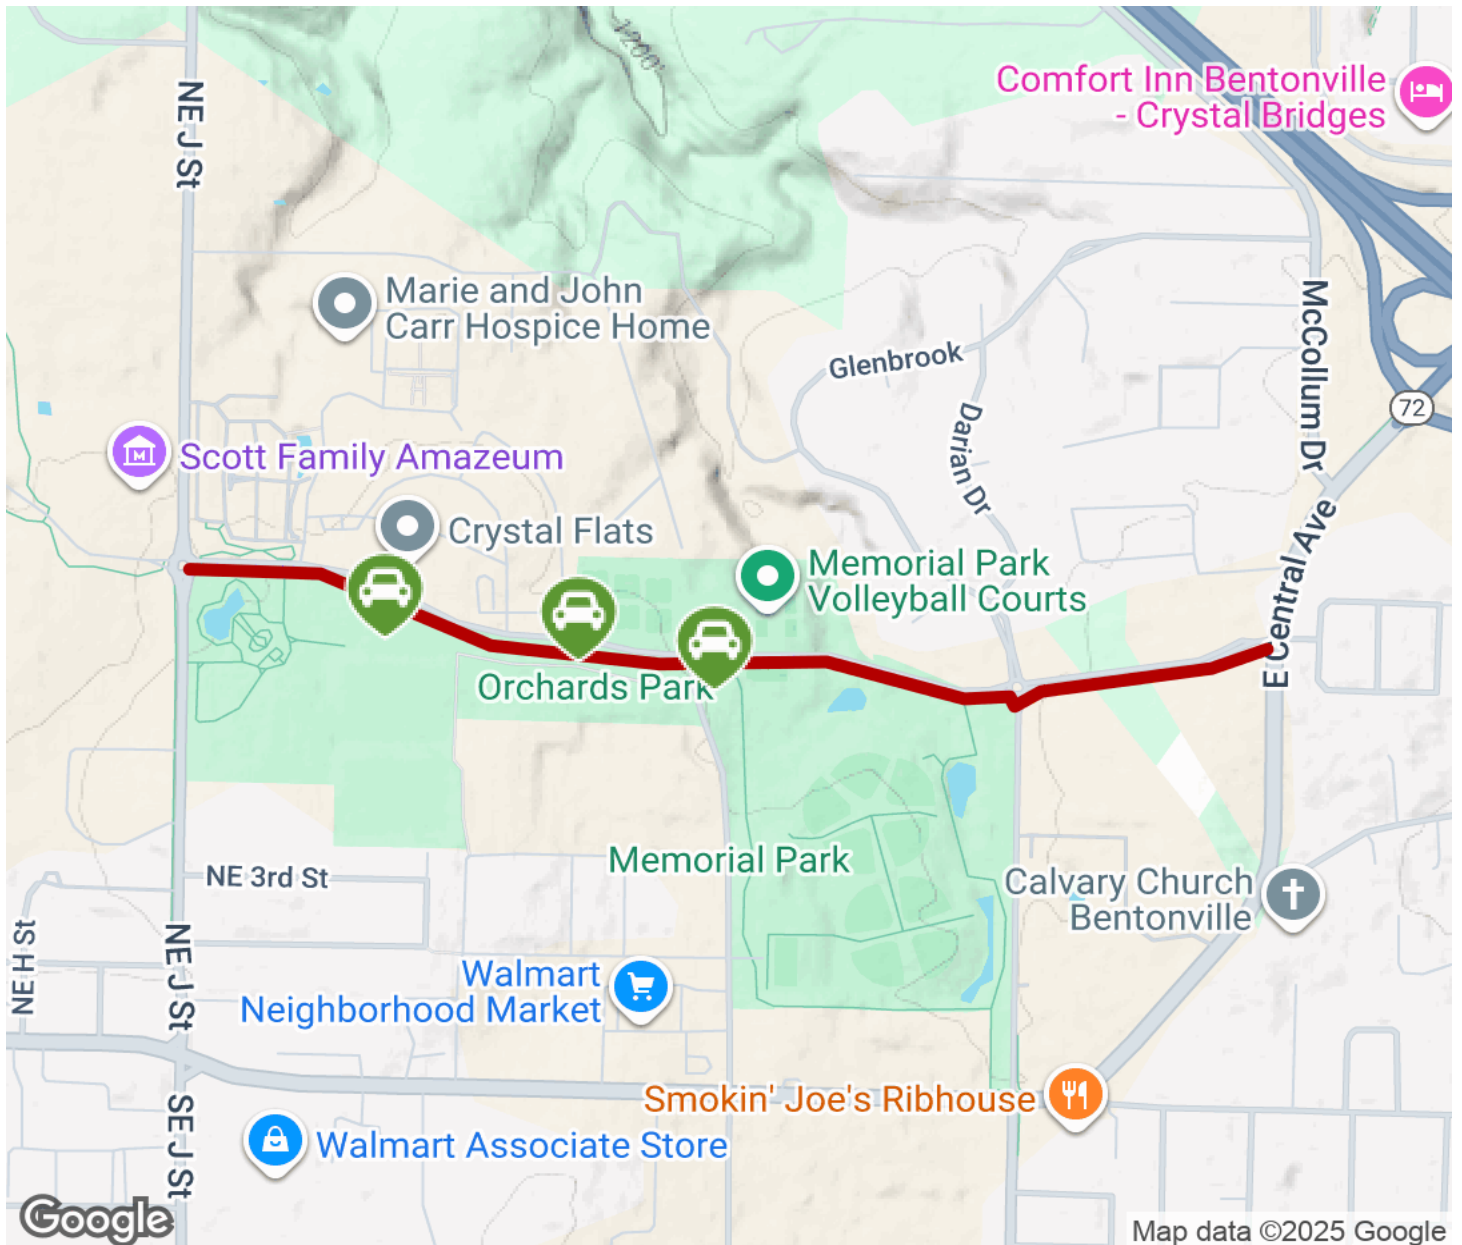 1200'
Comfort Inn Bentonville
- Crystal Bridges
NE J St
Marie and John
Carr Hospice Home
McCollum Dr
Glenbrook
72
Darian Dr
Scott Family Amazeum
Crystal Flats
E Central Ave
Memorial Park
Volleyball Courts
Orchards Park
Memorial Park
NE 3rd St
Calvary Church
Bentonville
NE H St
NE J St
Walmart
Neighborhood Market
Smokin' Joe's Ribhouse
SE J St
Walmart Associate Store
Google
Map data ©2025 Google